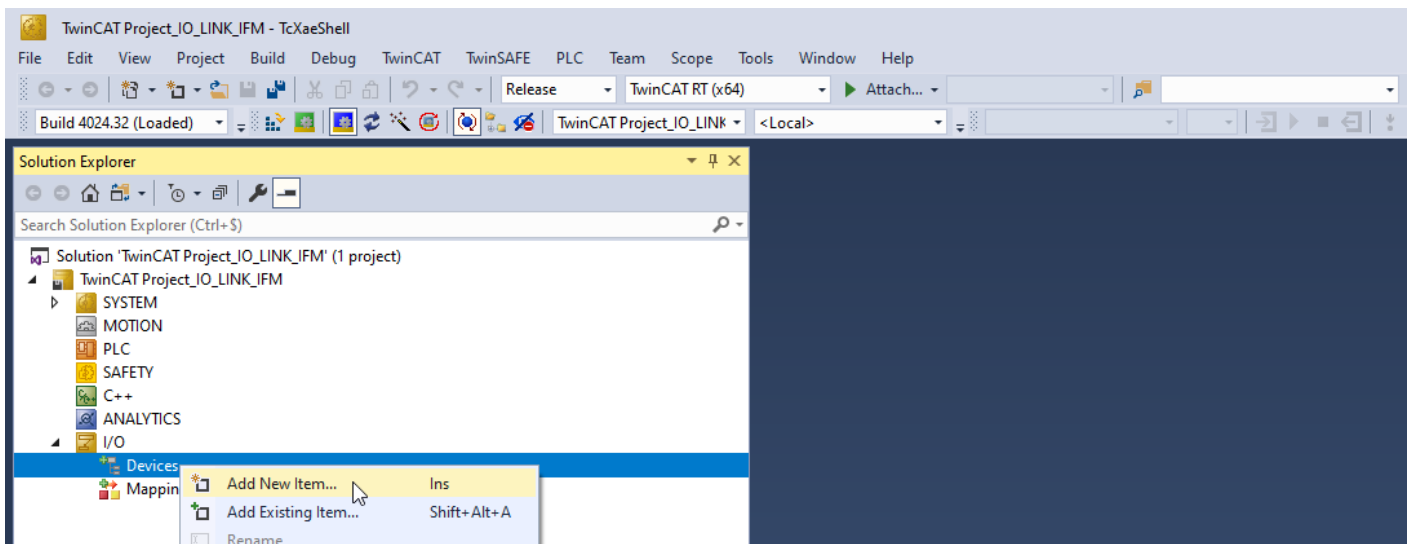 TwinCAT Project_IO_LINK_IFM - TcXaeShell
File Edit View Project Build Debug TwinCAT TwinSAFE PLC Team Scope Tools Window Help
Release TwinCAT RT (x64) Attach...
Build 4024.32 (Loaded) TwinCAT Project_IO_LINK <Local>
Solution Explorer
Search Solution Explorer (Ctrl+$)
Solution 'TwinCAT Project_IO_LINK_IFM' (1 project)
TwinCAT Project_IO_LINK_IFM
SYSTEM
MOTION
PLC
SAFETY
C++
ANALYTICS
I/O
Devices
Add New Item... Ins
Mappin
Add Existing Item... Shift+Alt+A
Rename